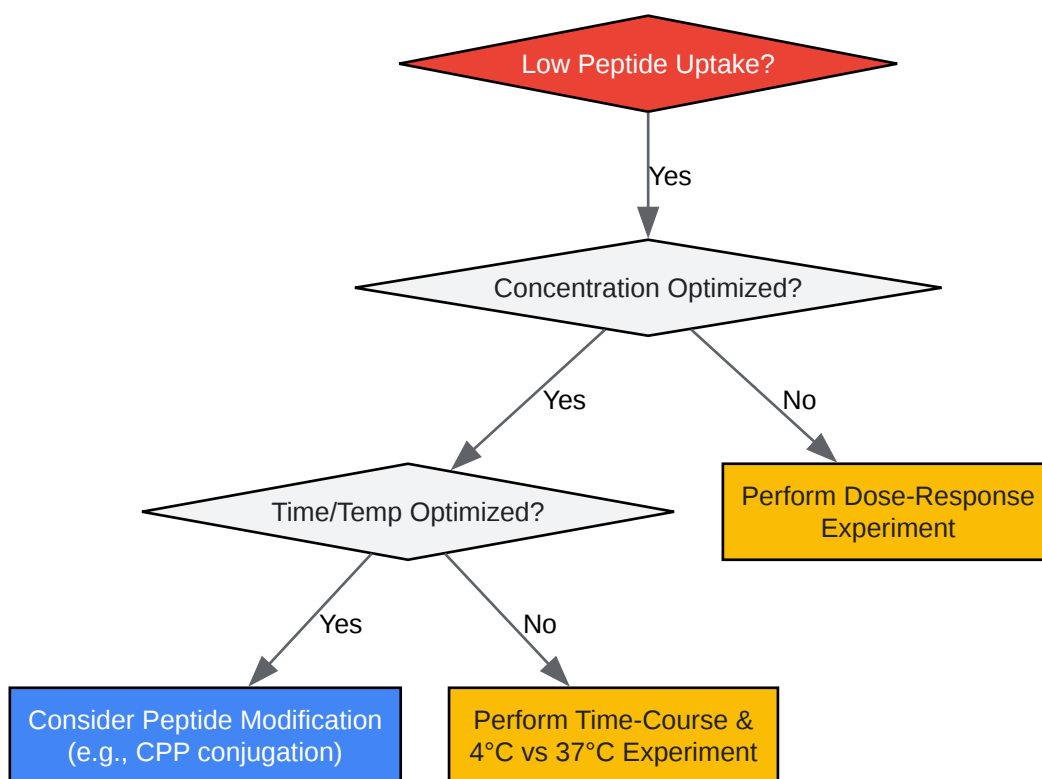 Low Peptide Uptake?
Yes
Concentration Optimized?
Yes
No
Time/Temp Optimized?
Perform Dose-Response
Experiment
Yes
No
Consider Peptide Modification
(e.g., CPP conjugation)
Perform Time-Course &
4°C vs 37°C Experiment